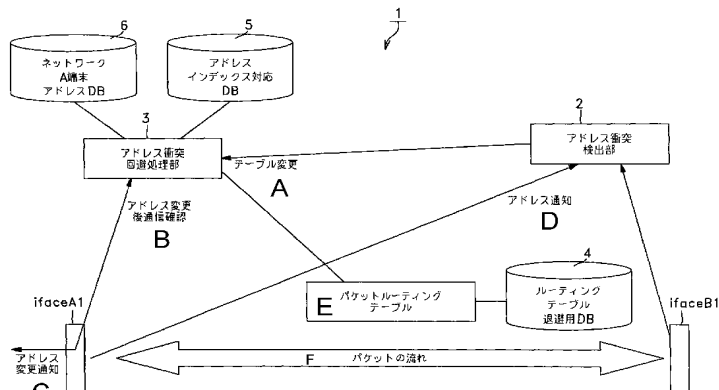 1
6
5
ネットワーク
A端末
アドレスDB
アドレス
インデックス対応
DB
3
アドレス衝突
回避処理部
2
アドレス衝突
検出部
テーブル変更
A
アドレス変更
後通信確認
B
アドレス通知
D
4
ルーティング
テーブル
退避用DB
E
パケットルーティング
テーブル
ifaceA1
ifaceB1
アドレス
変更通知
C
F
パケットの流れ